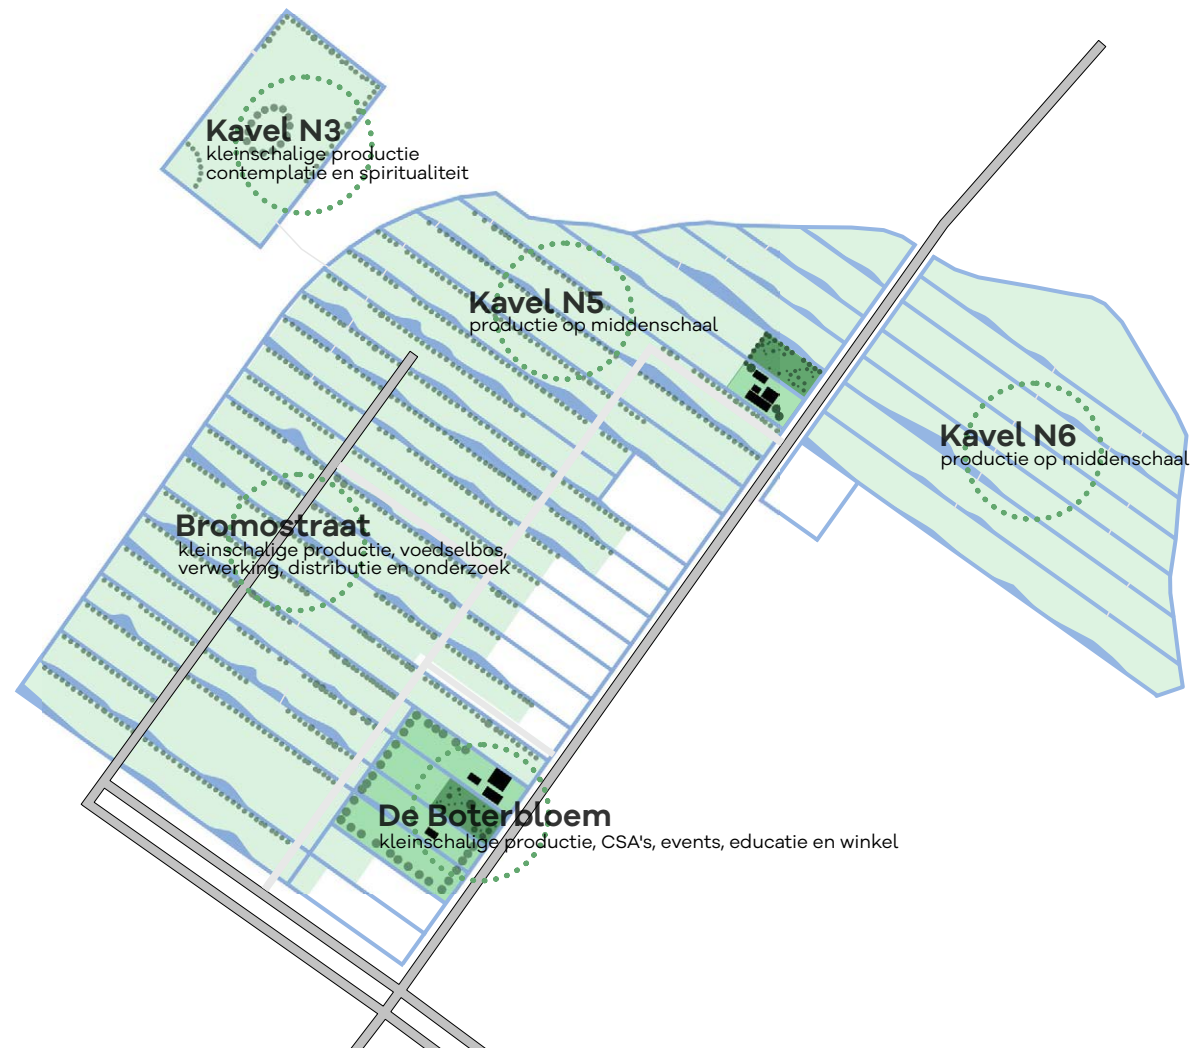 Kavel N3
kleinschalige productie
contemplatie en spiritualiteit
Kavel N5
productie op middenschaal
Kavel N6
productie op middenschaal
Bromostraat
kleinschalige productie, voedselbos,
verwerking, distributie en onderzoek
De Boterbloem
kleinschalige productie, CSA's, events, educatie en winkel